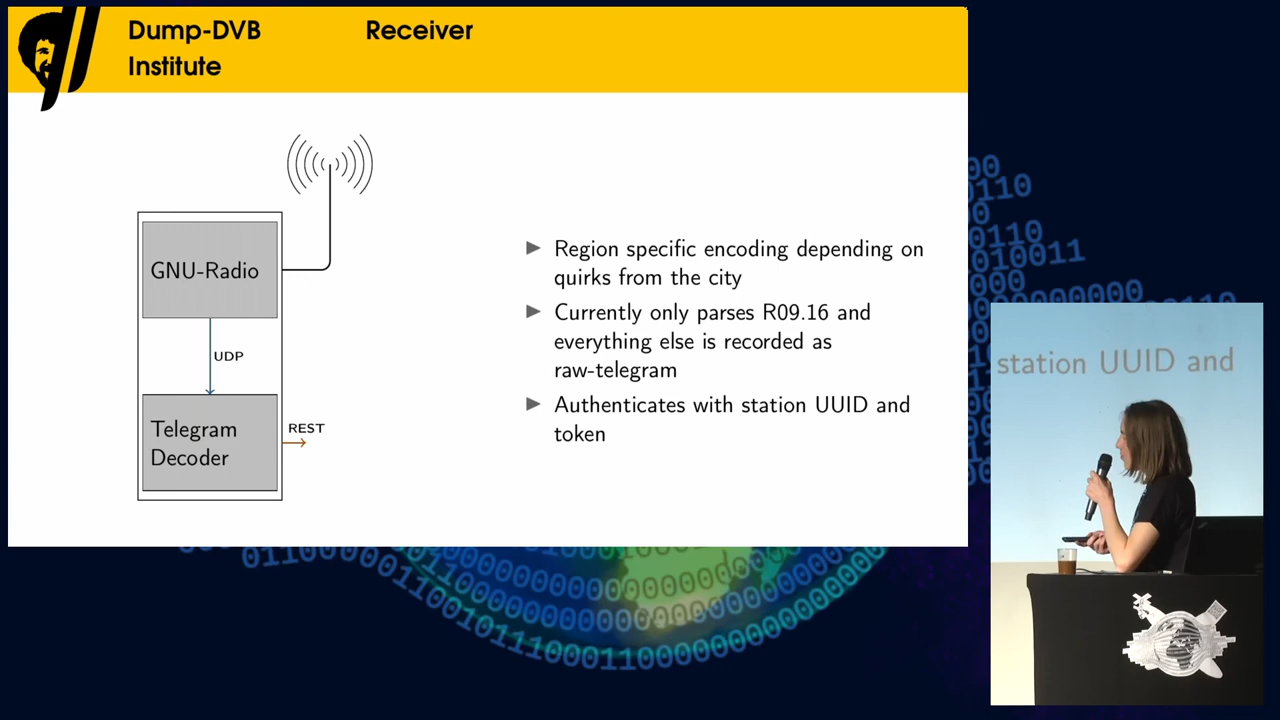 Dump-DVB
Institute
Receiver
GNU-Radio
UDP
Telegram
Decoder
REST
Region specific encoding depending on
quirks from the city
Currently only parses R09.16 and
everything else is recorded as
raw-telegram
Authenticates with station UUID and
token
station UUID and